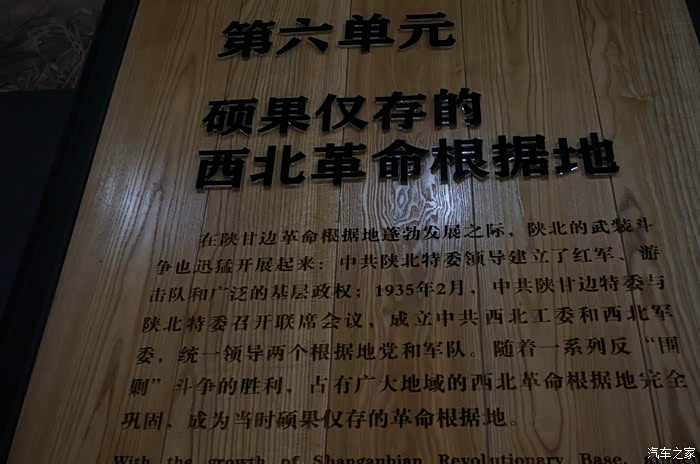 第六单元
硕果仅存的
西北革命根据地
在陕甘边革命根据地蓬勃发展之际，陕北的武装斗
争也迅猛开展起来；中共陕北特委领导建立了红军、游
击队和广泛的基层政权；1935年2月，中共陕甘边特委与
陕北特委召开联席会议，成立中共西北工委和西北军
委，统一领导两个根据地党和军队。随着一系列反“围
剿”斗争的胜利，占有广大地域的西北革命根据地完全
巩固，成为当时硕果仅存的革命根据地。
With the growth of Shanganbian Revolutionary Base,
汽车之家